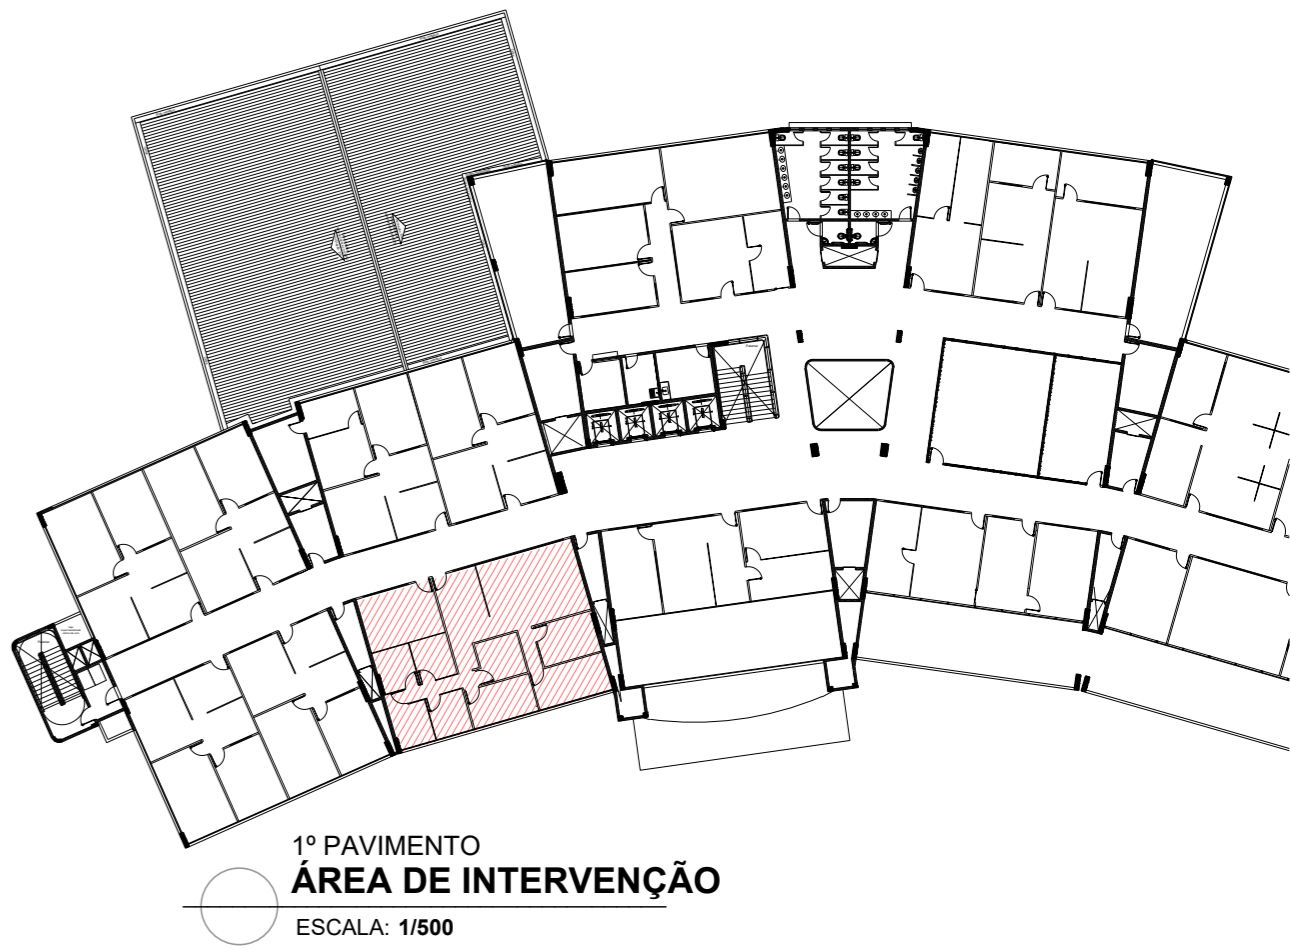 1º PAVIMENTO
ÁREA DE INTERVENÇÃO
ESCALA: 1/500